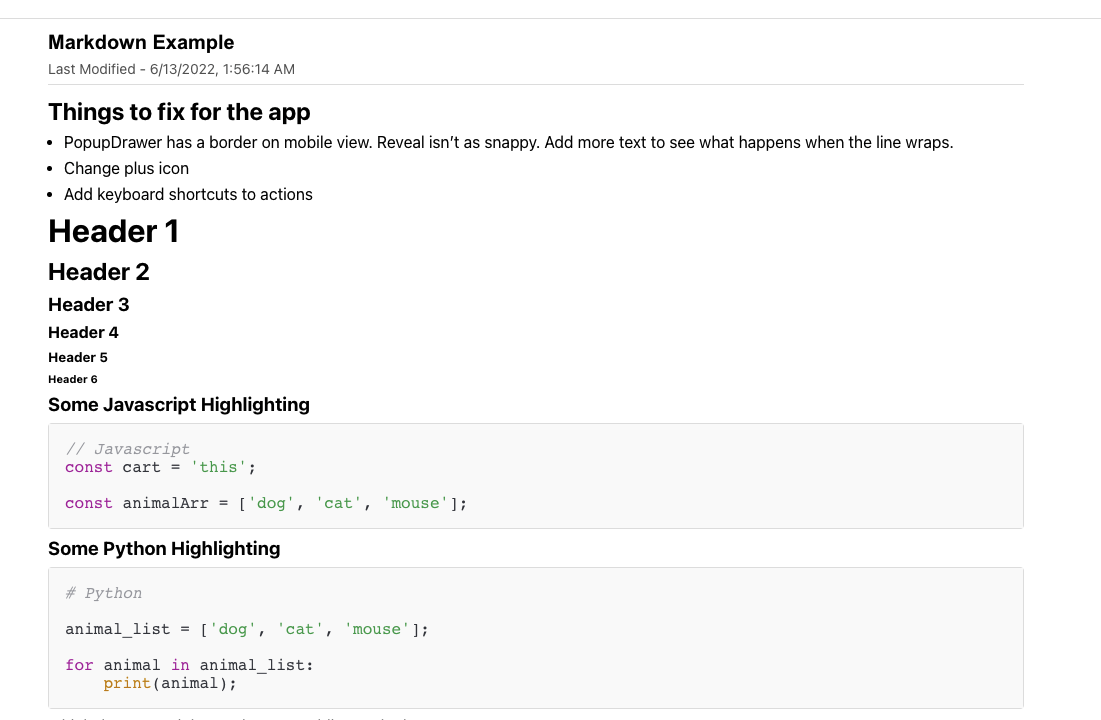 Markdown Example
Last Modified - 6/13/2022, 1:56:14 AM
Things to fix for the app
• PopupDrawer has a border on mobile view. Reveal isn’t as snappy. Add more text to see what happens when the line wraps.
• Change plus icon
• Add keyboard shortcuts to actions
Header 1
Header 2
Header 3
Header 4
Header 5
Header 6
Some Javascript Highlighting
// Javascript
const cart = 'this';
const animalArr = ['dog', 'cat', 'mouse'];
Some Python Highlighting
# Python
animal_list = ['dog', 'cat', 'mouse'];
for animal in animal_list:
    print(animal);